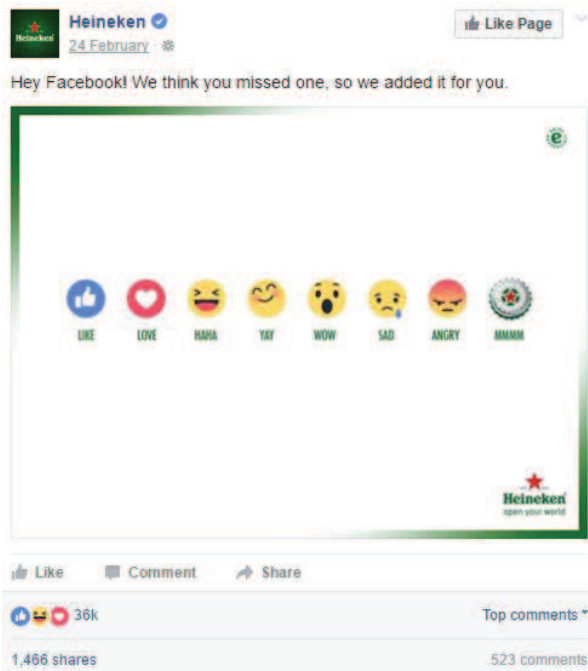 Heineken
Heineken
Like Page
24 February
Hey Facebook! We think you missed one, so we added it for you.
e
LIKE LOVE HAHA YAY WOW SAD ANGRY MMMM
Heineken
open your world
Like Comment Share
36k Top comments
1,466 shares 523 comments